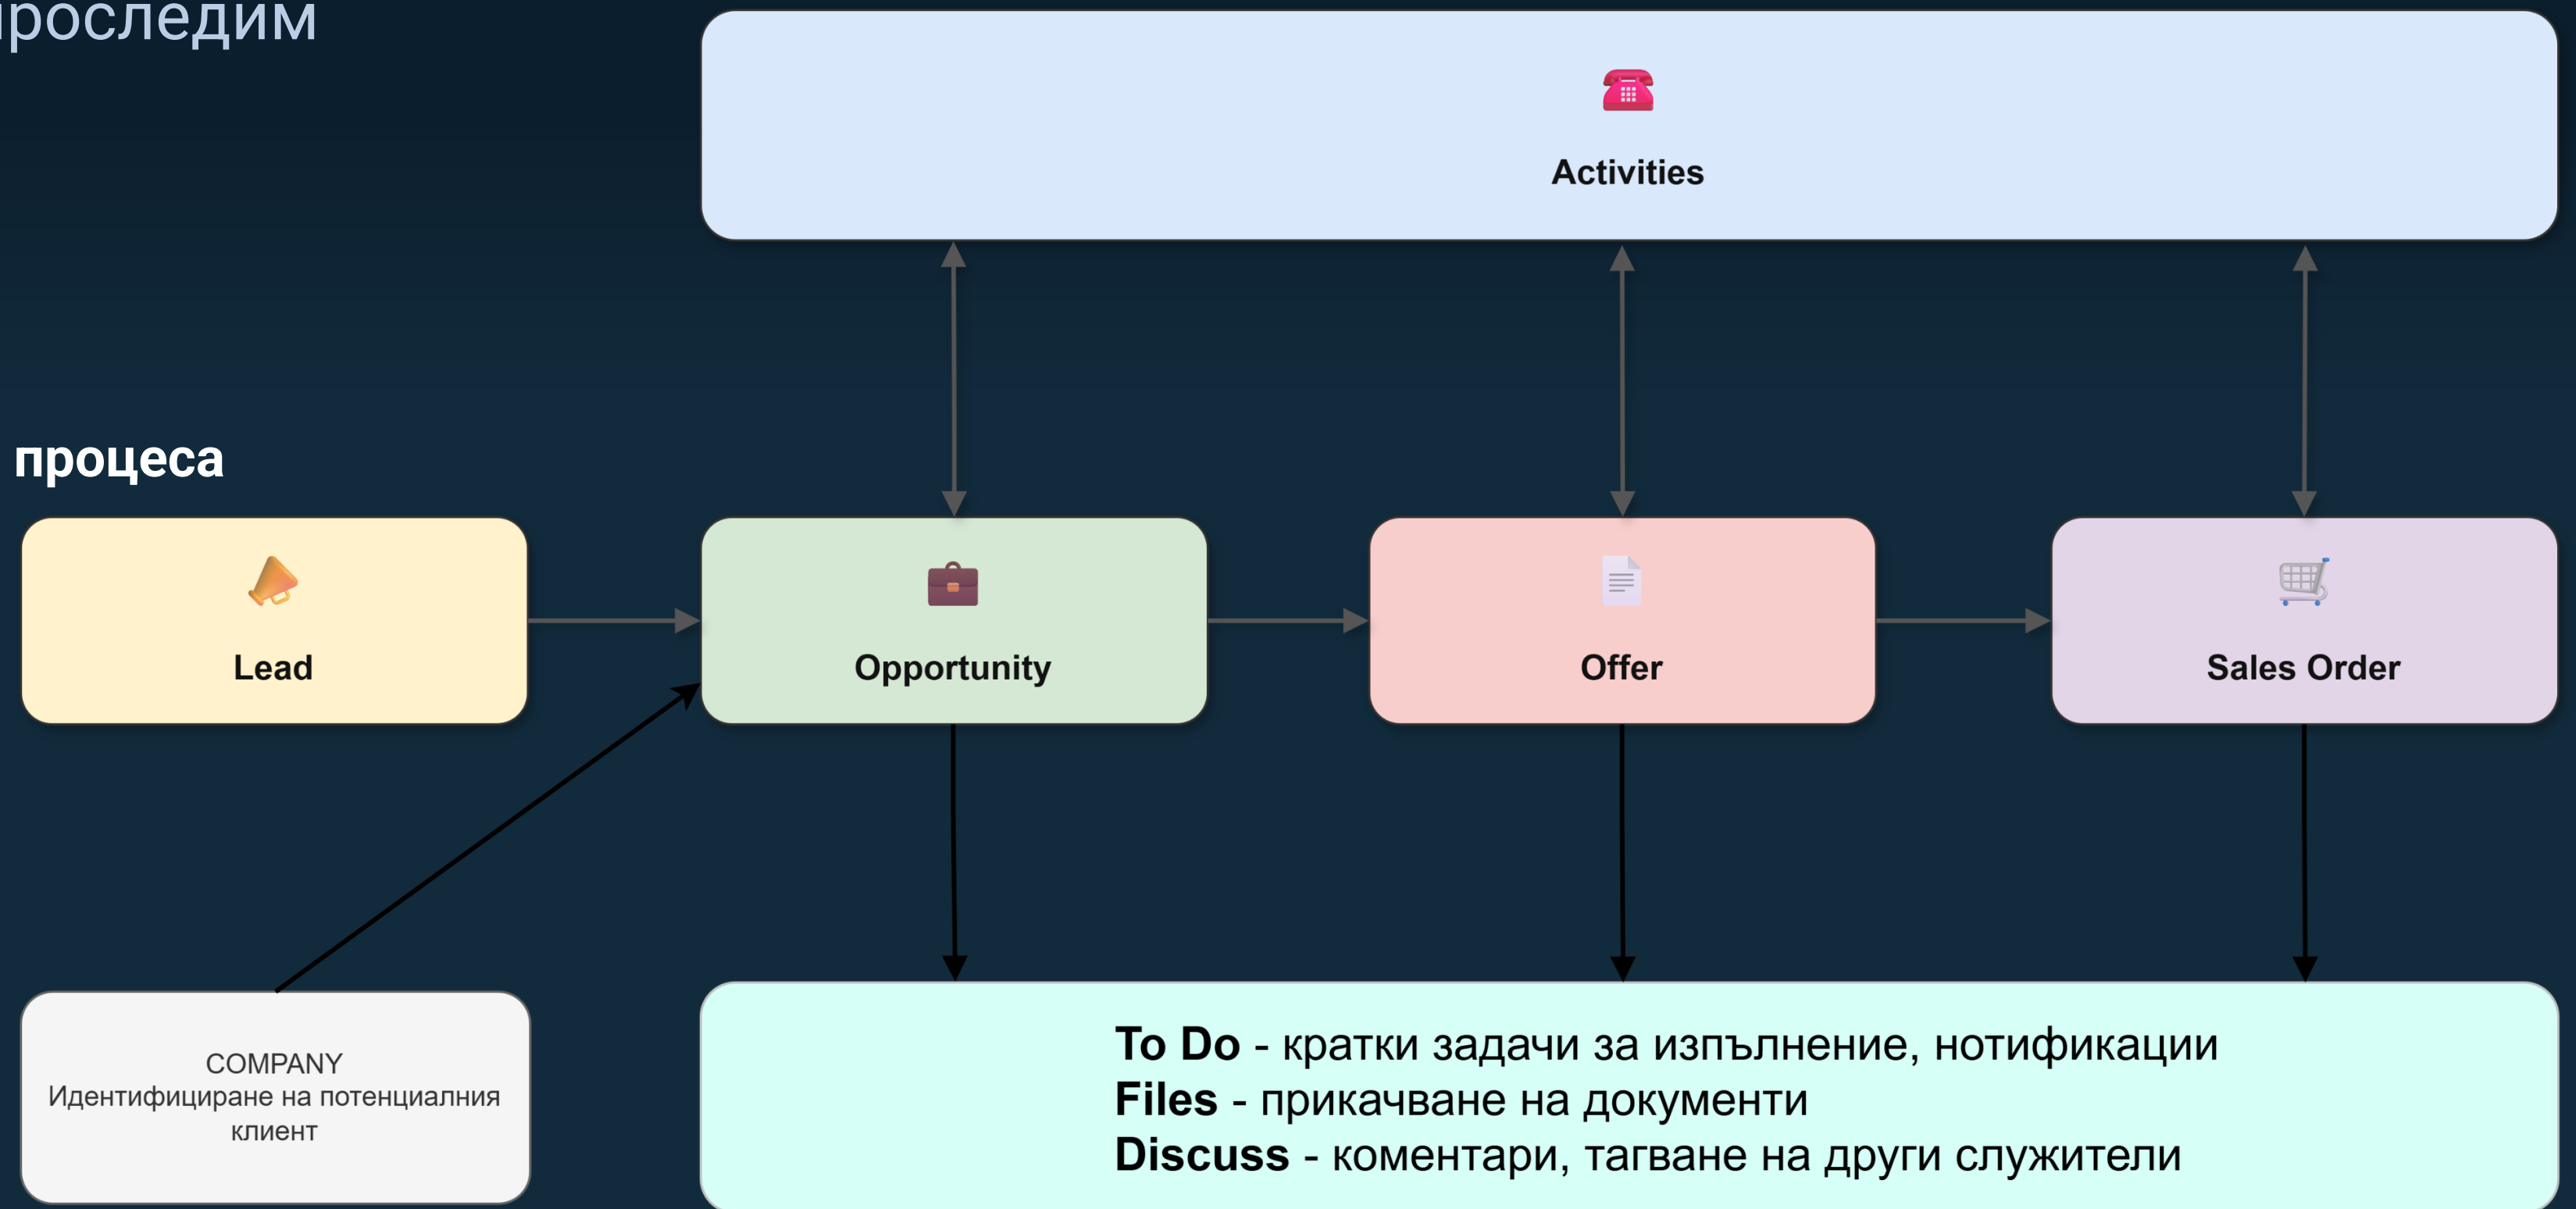 проследим
Activities
процеса
Lead
Opportunity
Offer
Sales Order
COMPANY
Идентифициране на потенциалния
клиент
To Do - кратки задачи за изпълнение, нотификации
Files - прикачване на документи
Discuss - коментари, тагване на други служители